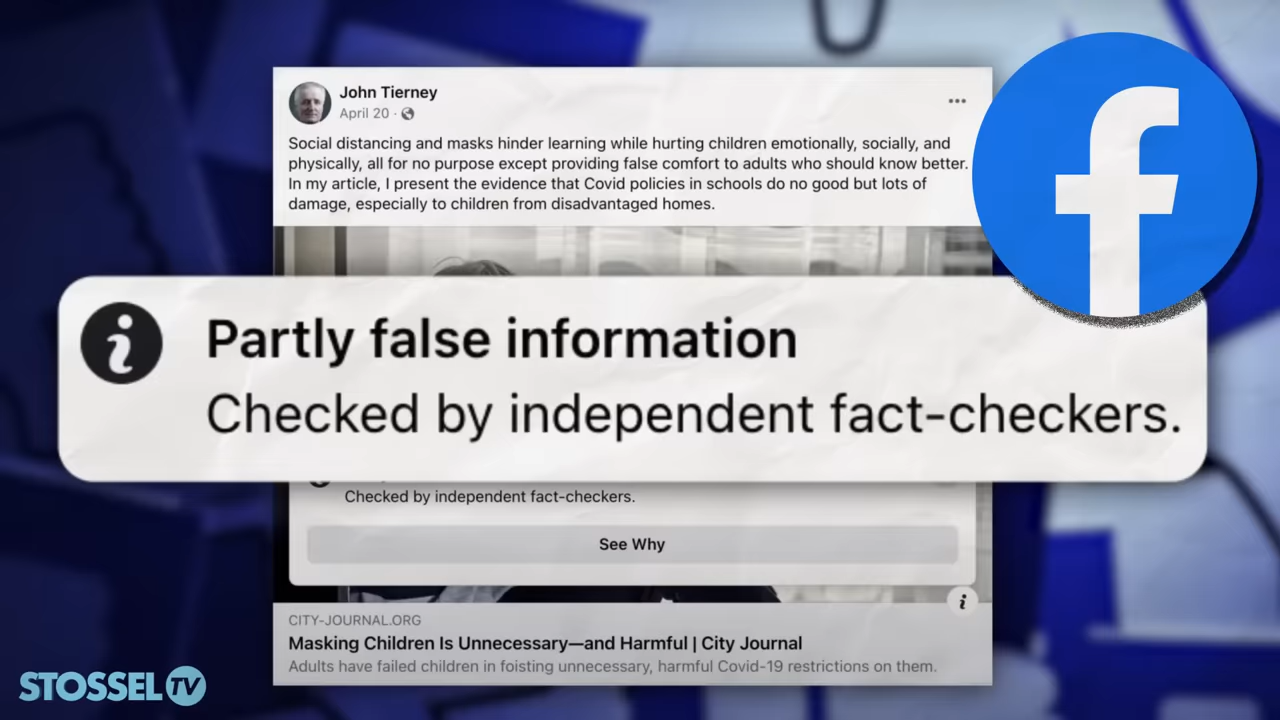 John Tierney
April 20
Social distancing and masks hinder learning while hurting children emotionally, socially, and
physically, all for no purpose except providing false comfort to adults who should know better.
In my article, I present the evidence that Covid policies in schools do no good but lots of
damage, especially to children from disadvantaged homes.
Partly false information
Checked by independent fact-checkers.
Checked by independent fact-checkers.
See Why
CITY-JOURNAL.ORG
Masking Children Is Unnecessary—and Harmful | City Journal
Adults have failed children in foisting unnecessary, harmful Covid-19 restrictions on them.
STOSSEL TV